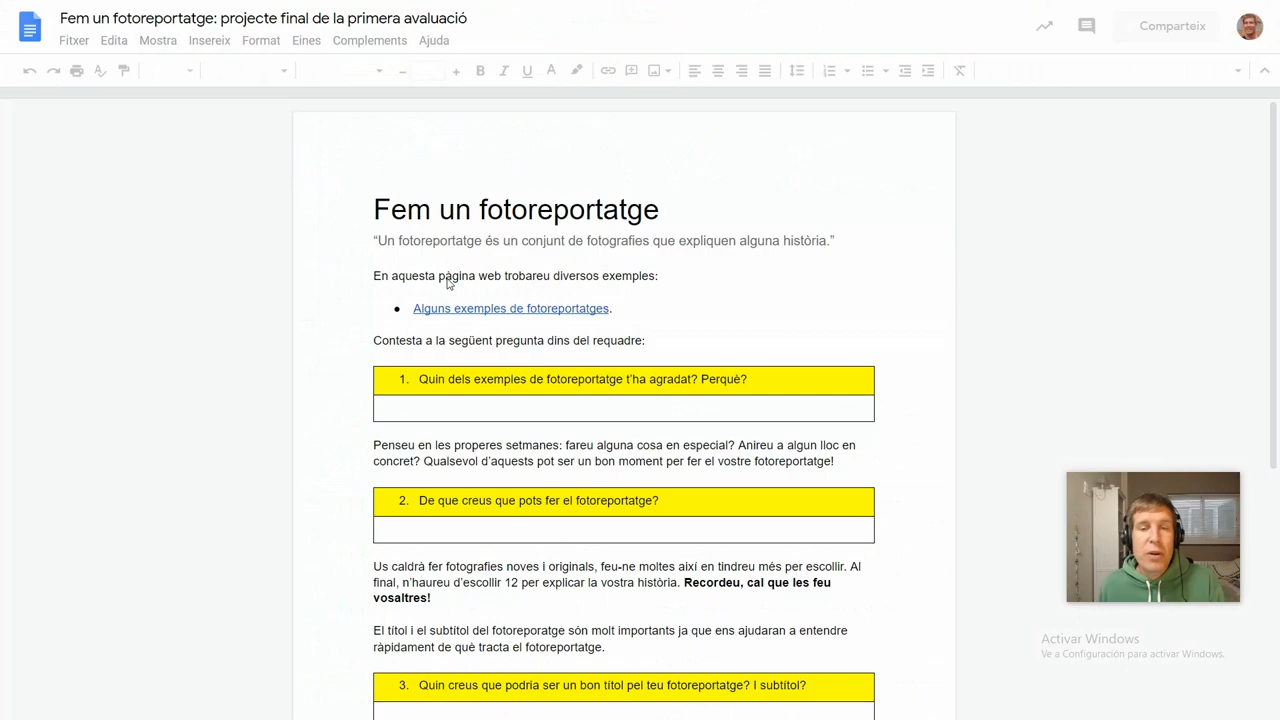 Fem un fotoreportatge: projecte final de la primera avaluació
Fitxer Edita Mostra Insereix Format Eines Complements Ajuda
Comparteix
Fem un fotoreportatge
“Un fotoreportatge és un conjunt de fotografies que expliquen alguna història.”
En aquesta pàgina web trobareu diversos exemples:
● Alguns exemples de fotoreportatges.
Contesta a la següent pregunta dins del requadre:
1. Quin dels exemples de fotoreportatge t’ha agradat? Perquè?
Penseu en les properes setmanes: fareu alguna cosa en especial? Anireu a algun lloc en
concret? Qualsevol d’aquests pot ser un bon moment per fer el vostre fotoreportatge!
2. De que creus que pots fer el fotoreportatge?
Us caldrà fer fotografies noves i originals, feu-ne moltes així en tindreu més per escollir. Al
final, n’haureu d’escollir 12 per explicar la vostra història. Recordeu, cal que les feu
vosaltres!
El títol i el subtítol del fotoreporatge són molt importants ja que ens ajudaran a entendre
ràpidament de què tracta el fotoreportatge.
3. Quin creus que podria ser un bon títol pel teu fotoreportatge? I subtítol?
Activar Windows
Ve a Configuración para activar Windows.